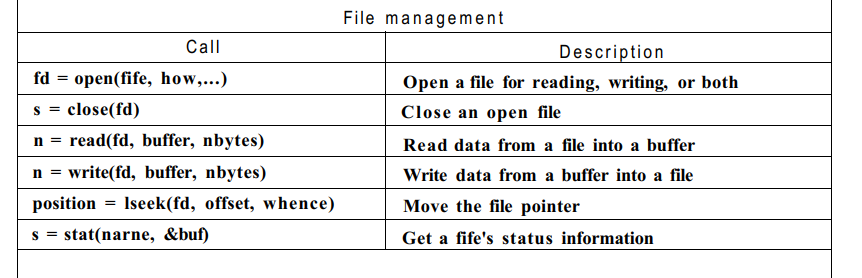 File management
Call Description
fd = open(fife, how,...) Open a file for reading, writing, or both
s = close(fd) Close an open file
n = read(fd, buffer, nbytes) Read data from a file into a buffer
n = write(fd, buffer, nbytes) Write data from a buffer into a file
position = lseek(fd, offset, whence) Move the file pointer
s = stat(narne, &buf) Get a fife's status information